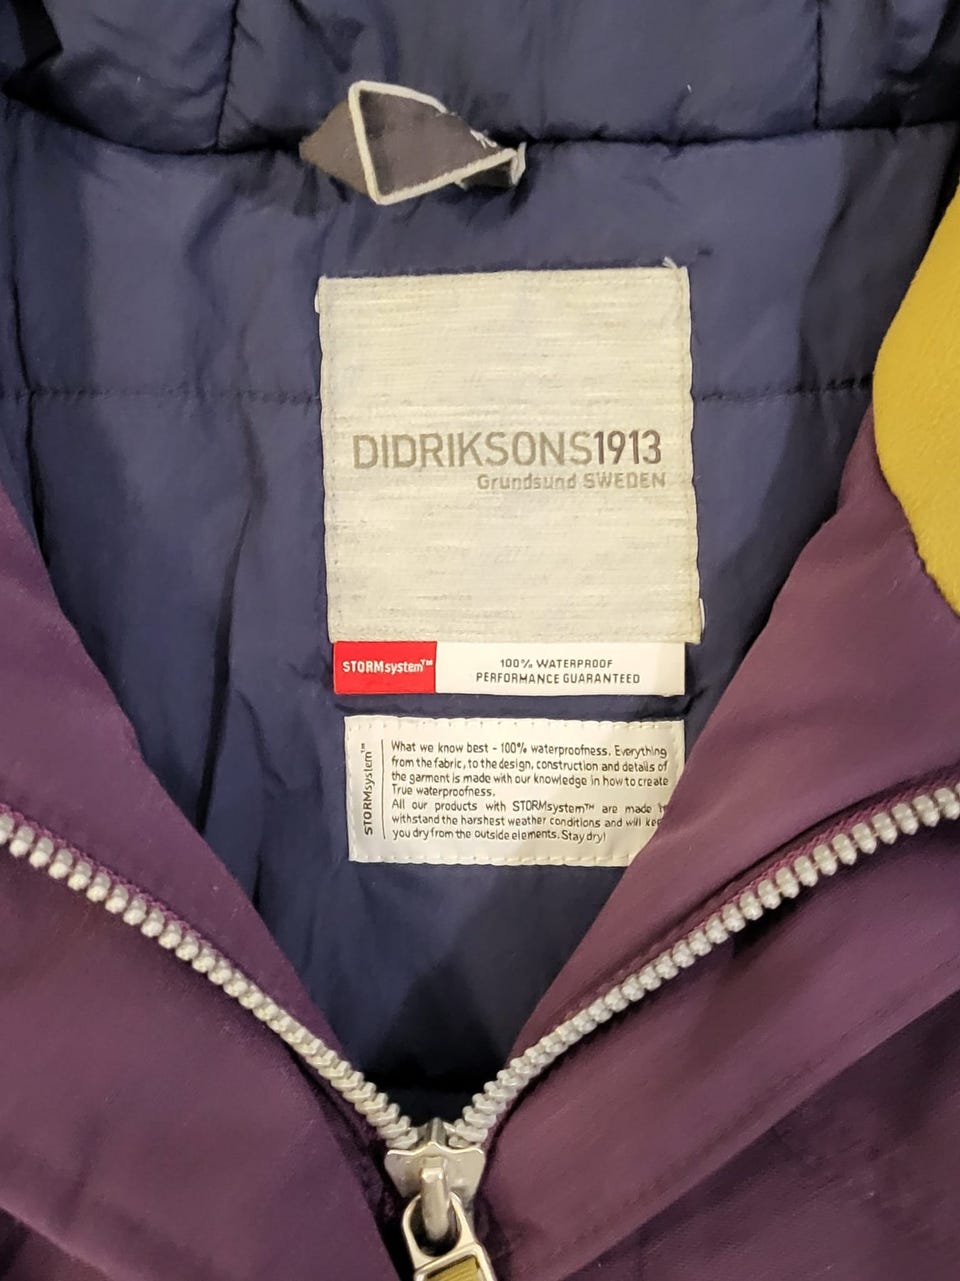 DIDRIKSONS1913
Grundsund SWEDEN
STORMsystem™
100% WATERPROOF
PERFORMANCE GUARANTEED
STORMsystem™
What we know best - 100% waterproofness. Everything
from the fabric, to the design, construction and details of
the garment is made with our knowledge in how to create
True waterproofness.
All our products with STORMsystem™ are made
withstand the harshest weather conditions and will
you dry from the outside elements. Stay dry!